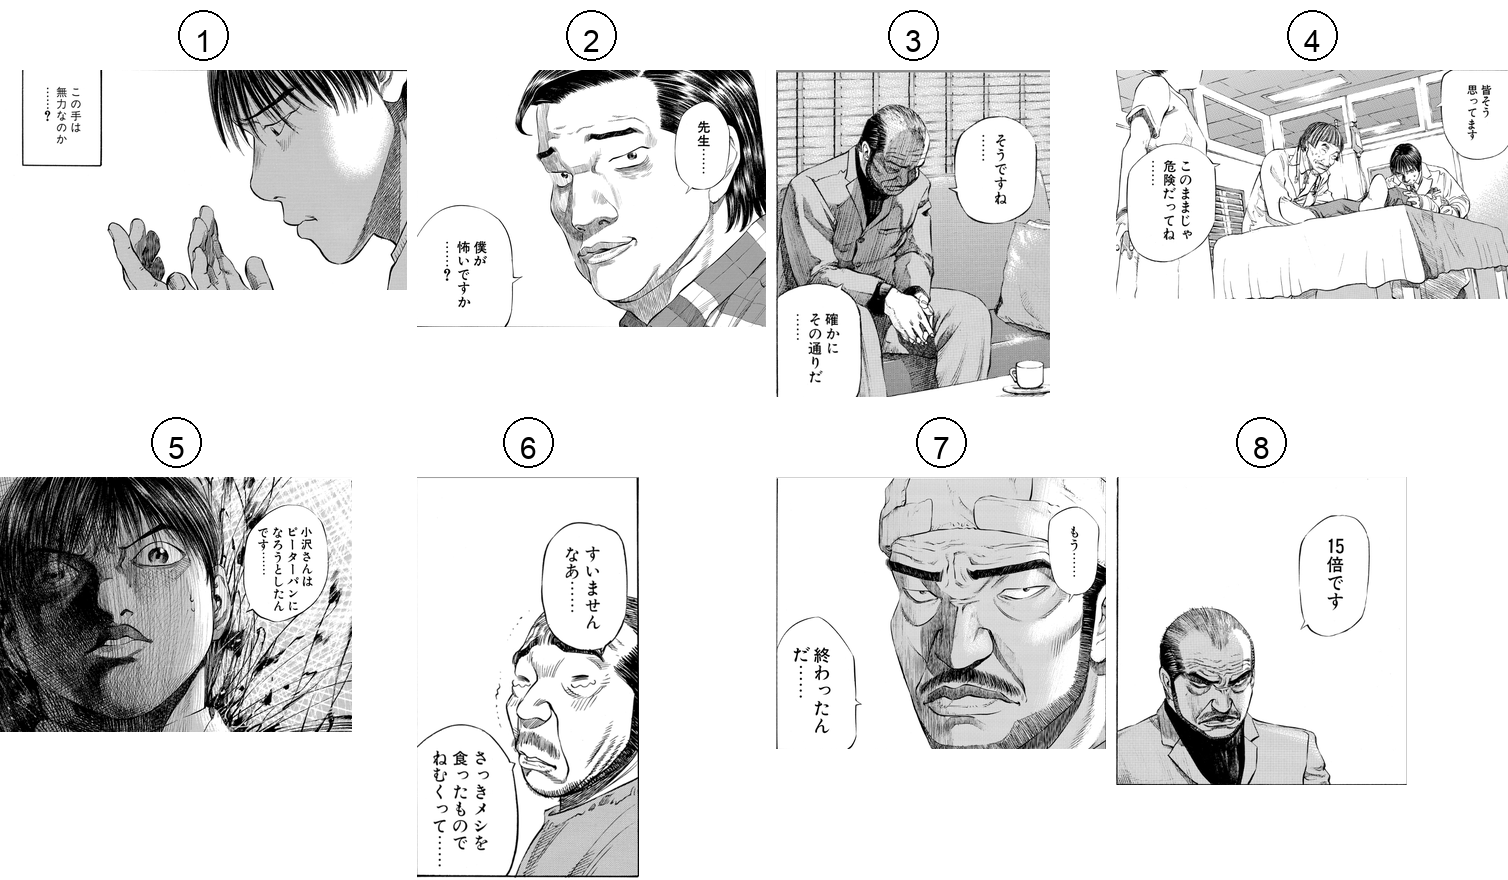 1
この手は
無力なのか
……?
2
先生……
僕が
怖いですか
……?
3
そうですね
……
確かに
その通りだ
……
4
皆そう
思ってます
このままじゃ
危険だってね
……
5
小沢さんは
ピーターパンに
なろうとしたん
です……
6
すいません
なあ……
さっきメシを
食ったもので
ねむくって……
7
もう……
終わったん
だ……
8
15倍です